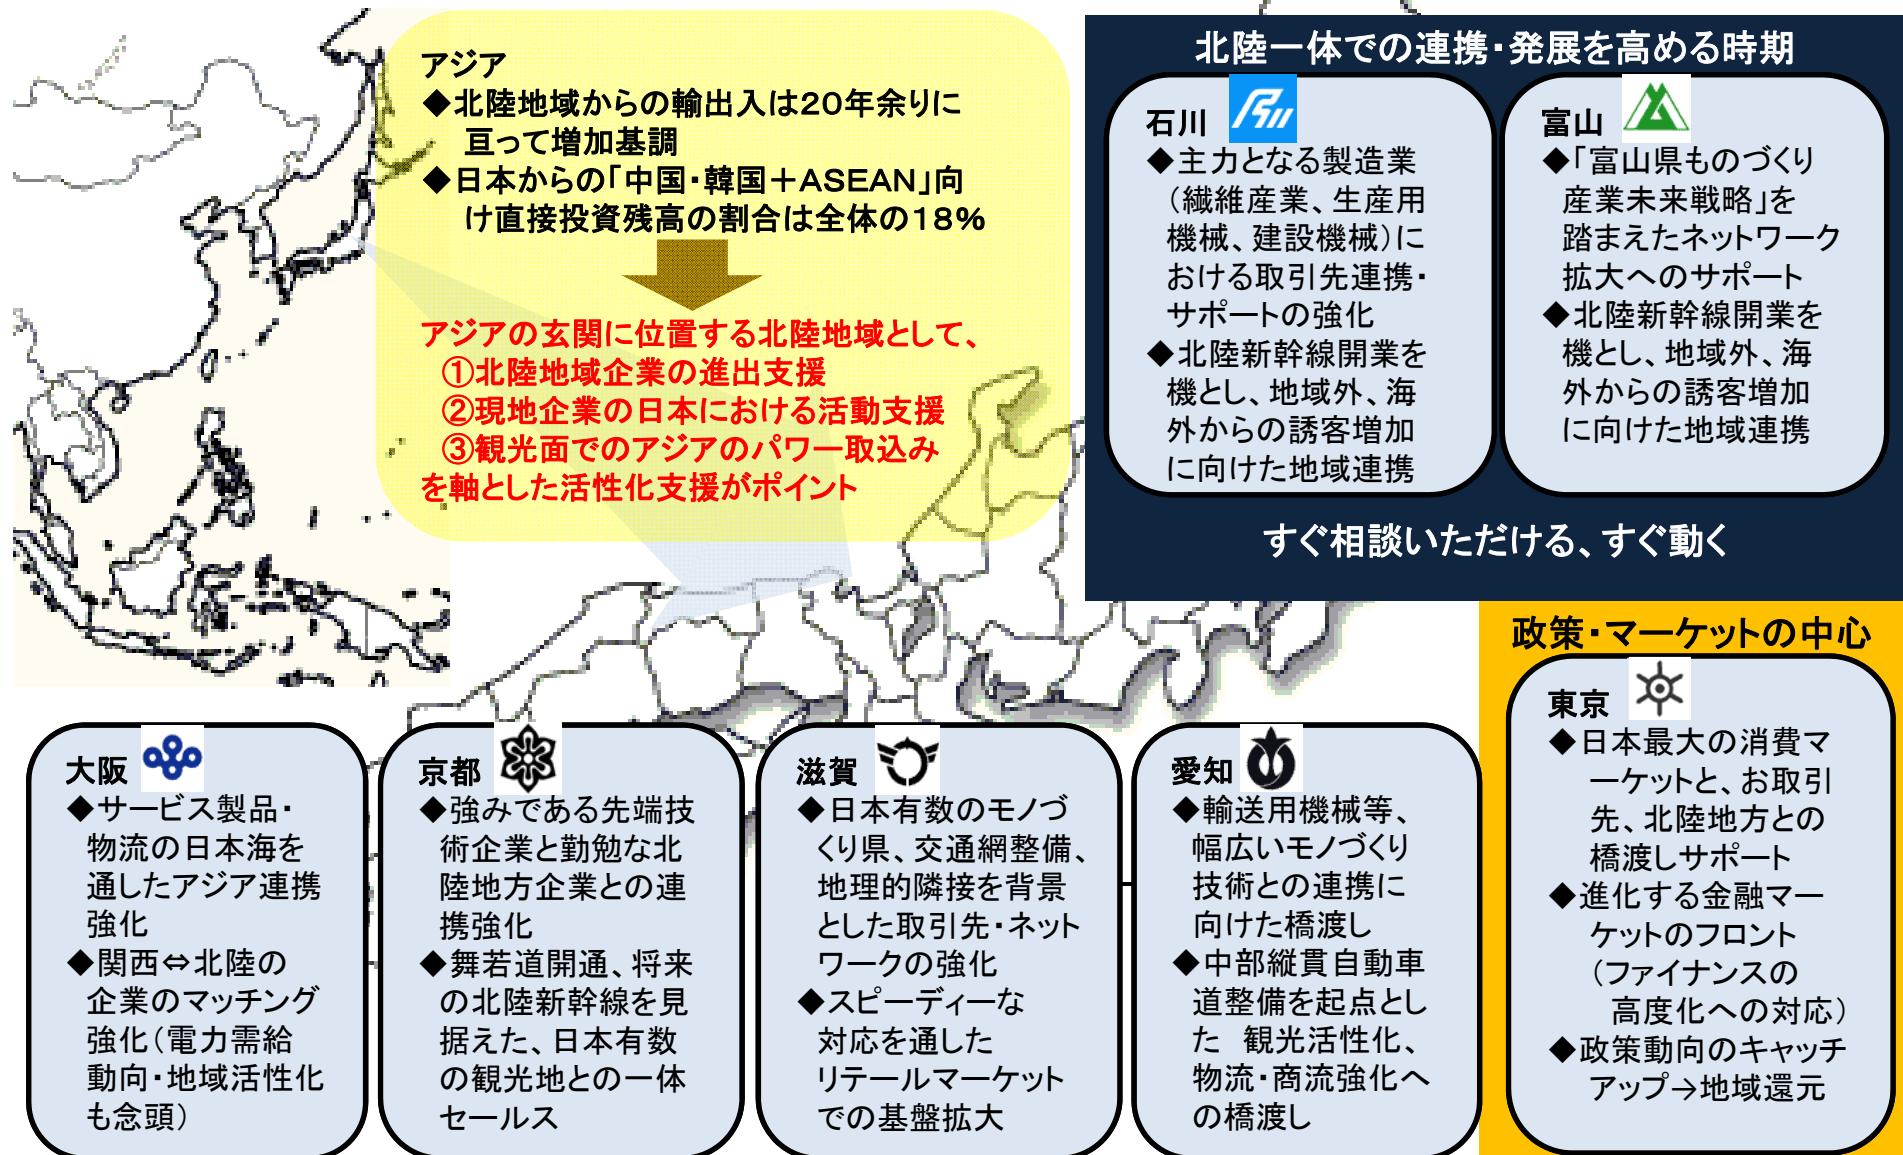 アジア
◆北陸地域からの輸出入は20年余りに
亘って増加基調
◆日本からの「中国・韓国＋ASEAN」向
け直接投資残高の割合は全体の18％
アジアの玄関に位置する北陸地域として、
①北陸地域企業の進出支援
②現地企業の日本における活動支援
③観光面でのアジアのパワー取込み
を軸とした活性化支援がポイント
北陸一体での連携・発展を高める時期
石川
◆主力となる製造業
（繊維産業、生産用
機械、建設機械）に
おける取引先連携・
サポートの強化
◆北陸新幹線開業を
機とし、地域外、海
外からの誘客増加
に向けた地域連携
富山
◆「富山県ものづくり
産業未来戦略」を
踏まえたネットワーク
拡大へのサポート
◆北陸新幹線開業を
機とし、地域外、海
外からの誘客増加
に向けた地域連携
すぐ相談いただける、すぐ動く
大阪
◆サービス製品・
物流の日本海を
通したアジア連携
強化
◆関西⇔北陸の
企業のマッチング
強化（電力需給
動向・地域活性化
も念頭）
京都
◆強みである先端技
術企業と勤勉な北
陸地方企業との連
携強化
◆舞若道開通、将来
の北陸新幹線を見
据えた、日本有数
の観光地との一体
セールス
滋賀
◆日本有数のモノづ
くり県、交通網整備、
地理的隣接を背景
とした取引先・ネット
ワークの強化
◆スピーディーな
対応を通した
リテールマーケット
での基盤拡大
愛知
◆輸送用機械等、
幅広いモノづくり
技術との連携に
向けた橋渡し
◆中部縦貫自動車
道整備を起点とし
た　観光活性化、
物流・商流強化へ
の橋渡し
政策・マーケットの中心
東京
◆日本最大の消費マ
ーケットと、お取引
先、北陸地方との
橋渡しサポート
◆進化する金融マー
ケットのフロント
（ファイナンスの
高度化への対応）
◆政策動向のキャッチ
アップ→地域還元